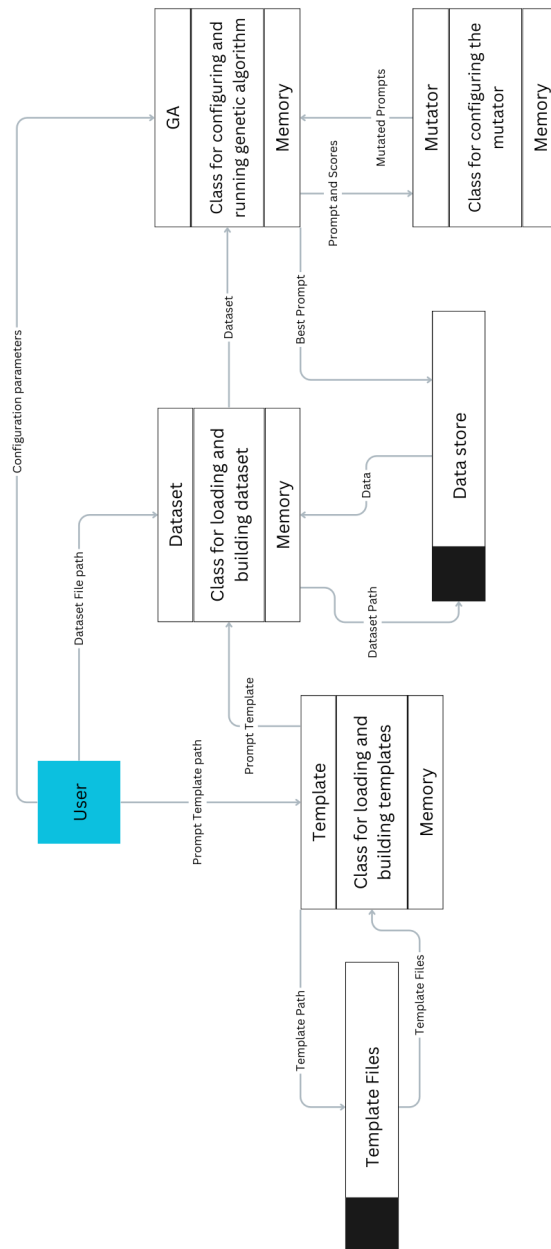 Configuration parameters
User
Dataset File path
Prompt Template path
Template Path
Template Files
Template Files
Template
Class for loading and
building templates
Memory
Prompt Template
Dataset
Class for loading and
building dataset
Memory
Dataset Path
Data
Data store
Dataset
Best Prompt
GA
Class for configuring and
running genetic algorithm
Memory
Prompt and Scores
Mutated Prompts
Mutator
Class for configuring the
mutator
Memory